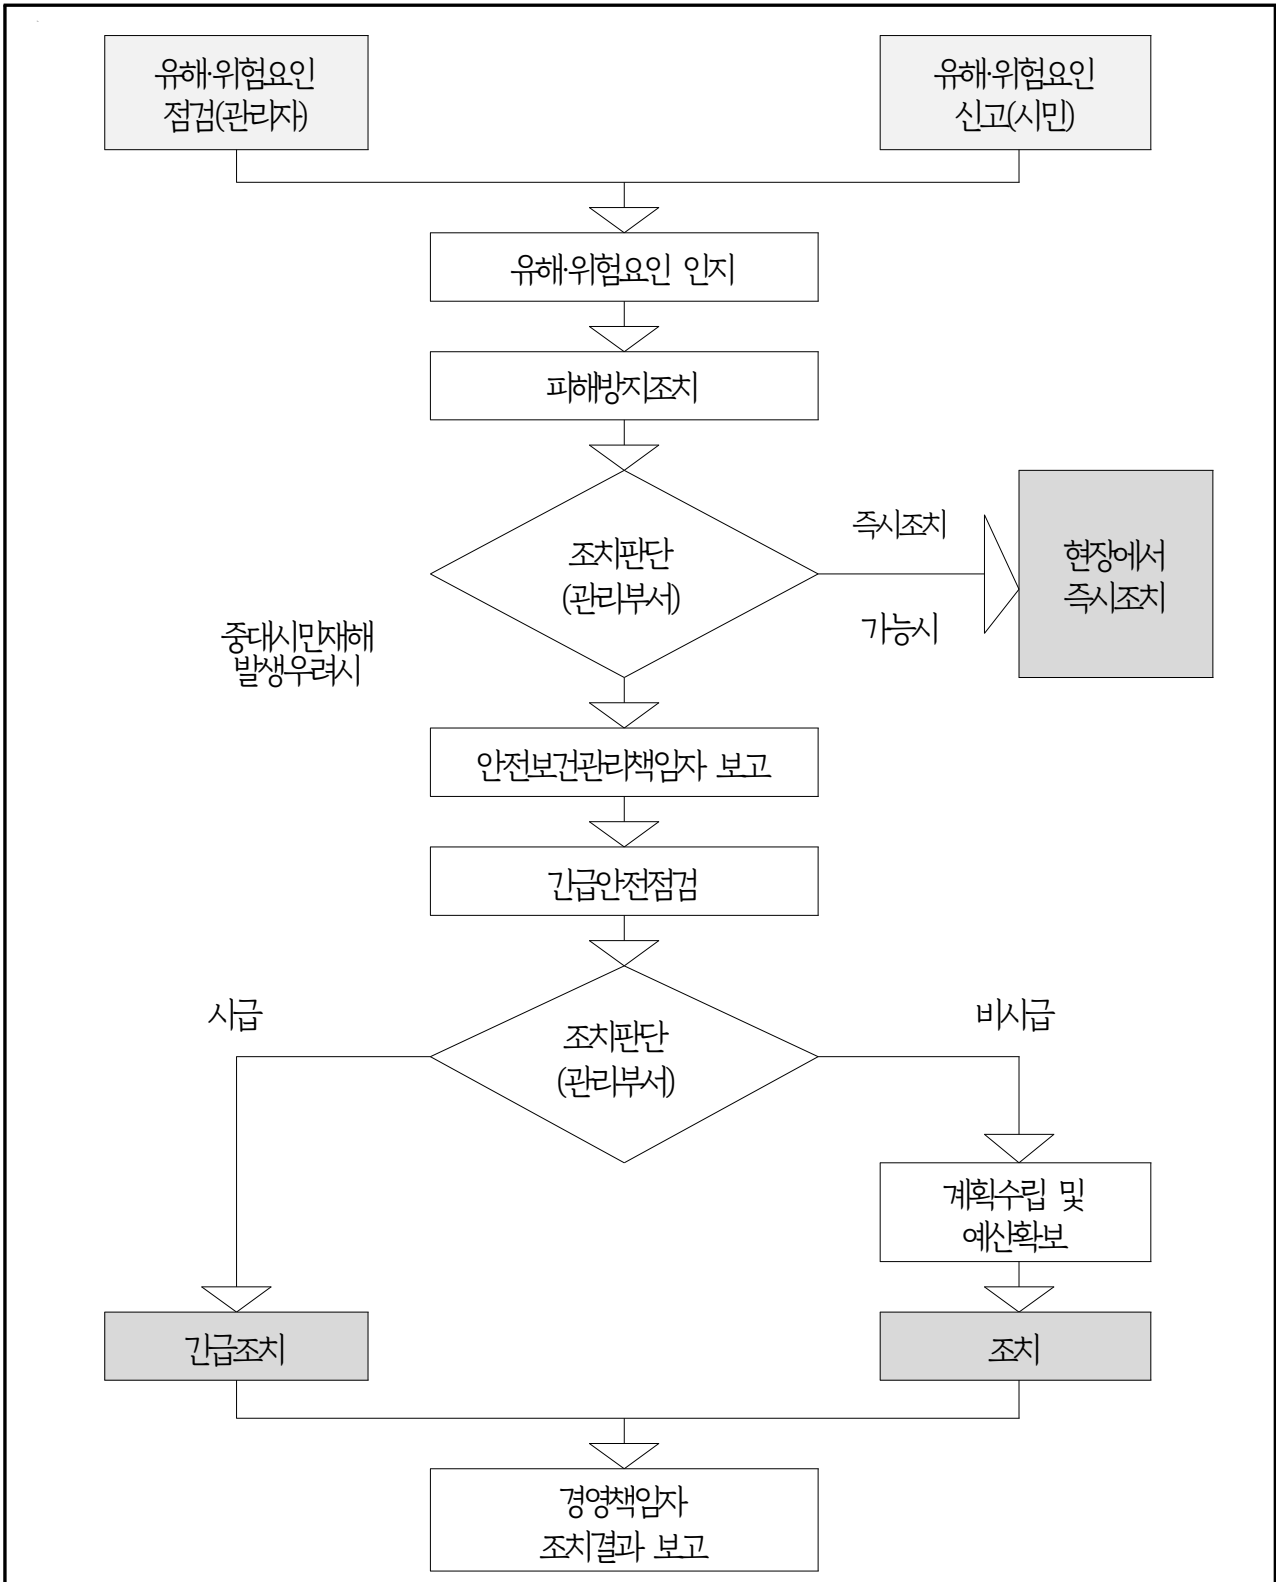 유해·위험요인
점검(관리자)
유해·위험요인
신고(시민)
유해·위험요인 인지
피해방지조치
조치판단
(관리부서)
즉시조치
가능시
현장에서
즉시조치
중대시민재해
발생우려시
안전보건관리책임자 보고
긴급안전점검
시급
조치판단
(관리부서)
비시급
계획수립 및
예산확보
긴급조치
조치
경영책임자
조치결과 보고